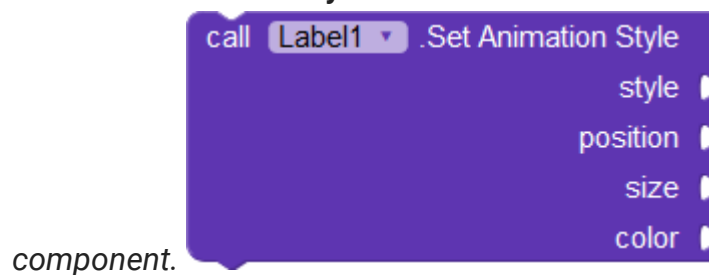 call Label1 .Set Animation Style
style
position
size
color
component.